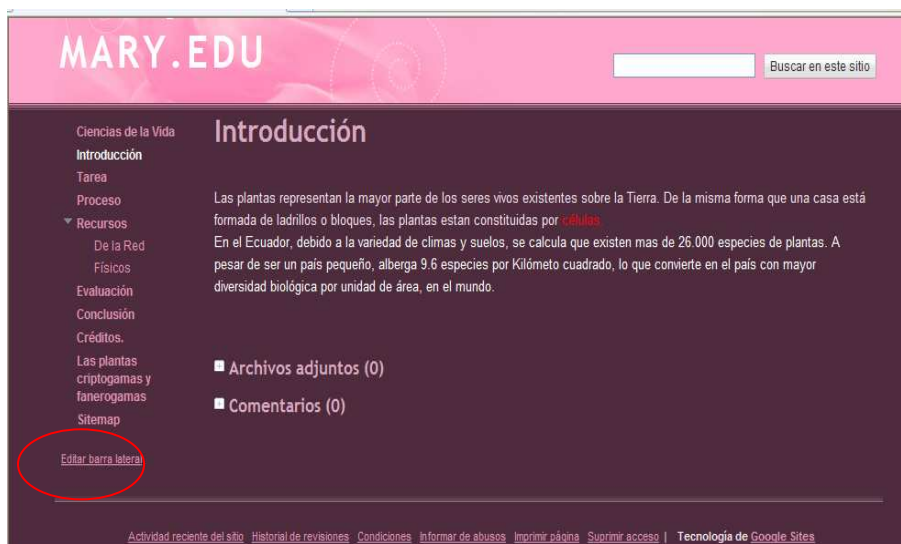 MARY.EDU
Buscar en este sitio
Ciencias de la Vida
Introducción
Tarea
Proceso
Recursos
De la Red
Físicos
Evaluación
Conclusión
Créditos.
Las plantas
criptogamas y
fanerogamas
Sitemap
Editar barra lateral
Introducción
Las plantas representan la mayor parte de los seres vivos existentes sobre la Tierra. De la misma forma que una casa está
formada de ladrillos o bloques, las plantas estan constituidas por células.
En el Ecuador, debido a la variedad de climas y suelos, se calcula que existen mas de 26.000 especies de plantas. A
pesar de ser un país pequeño, alberga 9.6 especies por Kilómeto cuadrado, lo que convierte en el país con mayor
diversidad biológica por unidad de área, en el mundo.
Archivos adjuntos (0)
Comentarios (0)
Actividad reciente del sitio Historial de revisiones Condiciones Informar de abusos Imprimir página Suprimir acceso | Tecnología de Google Sites